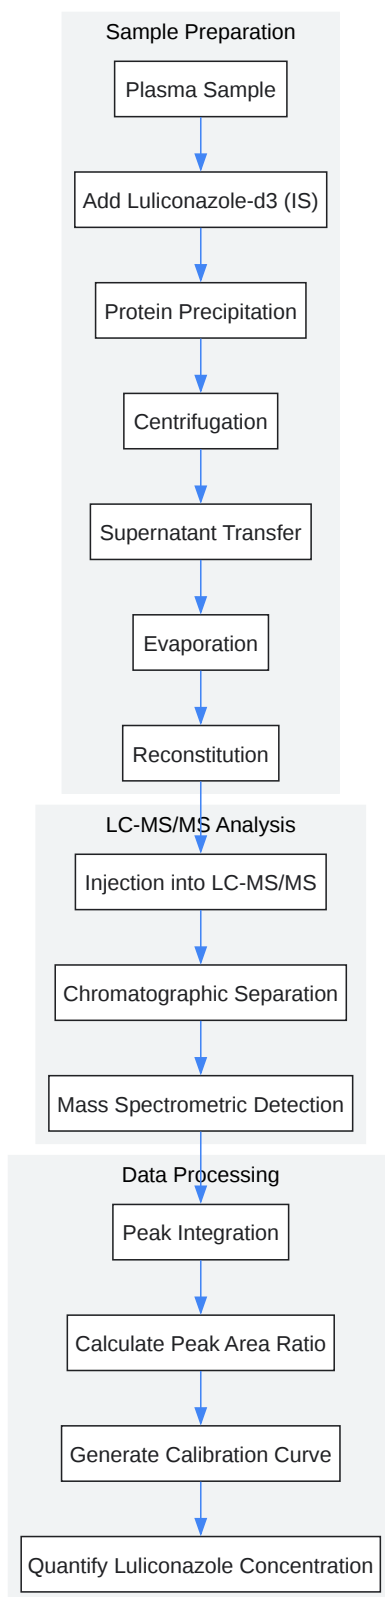 Sample Preparation
Plasma Sample
Add Luliconazole-d3 (IS)
Protein Precipitation
Centrifugation
Supernatant Transfer
Evaporation
Reconstitution
LC-MS/MS Analysis
Injection into LC-MS/MS
Chromatographic Separation
Mass Spectrometric Detection
Data Processing
Peak Integration
Calculate Peak Area Ratio
Generate Calibration Curve
Quantify Luliconazole Concentration